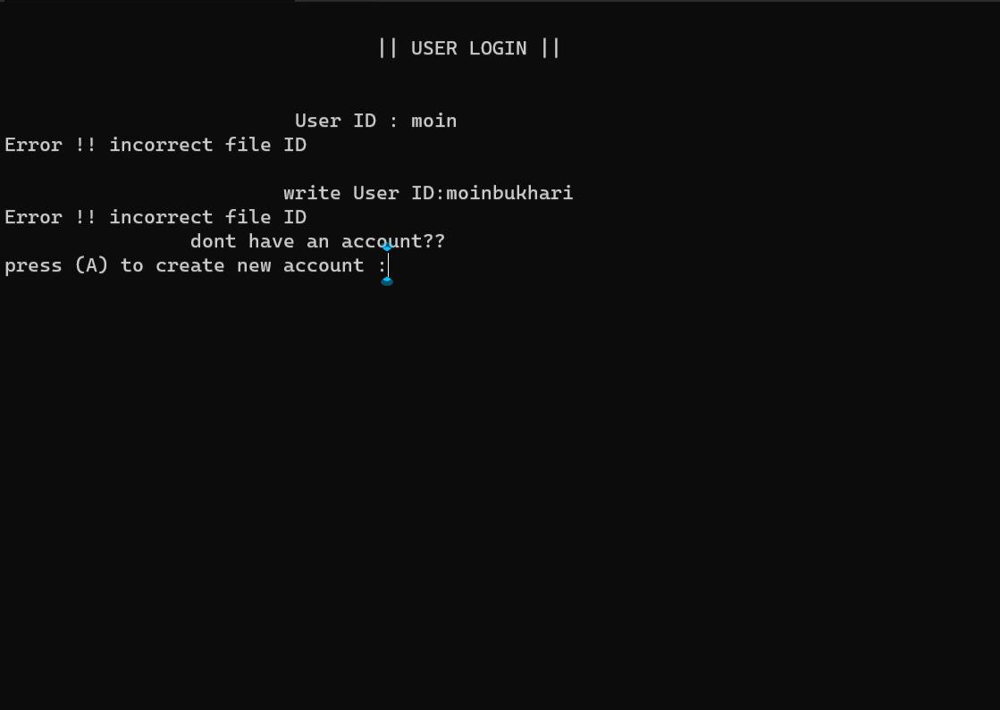 || USER LOGIN ||
User ID : moin
Error !! incorrect file ID
write User ID:moinbukhari
Error !! incorrect file ID
dont have an account??
press (A) to create new account :